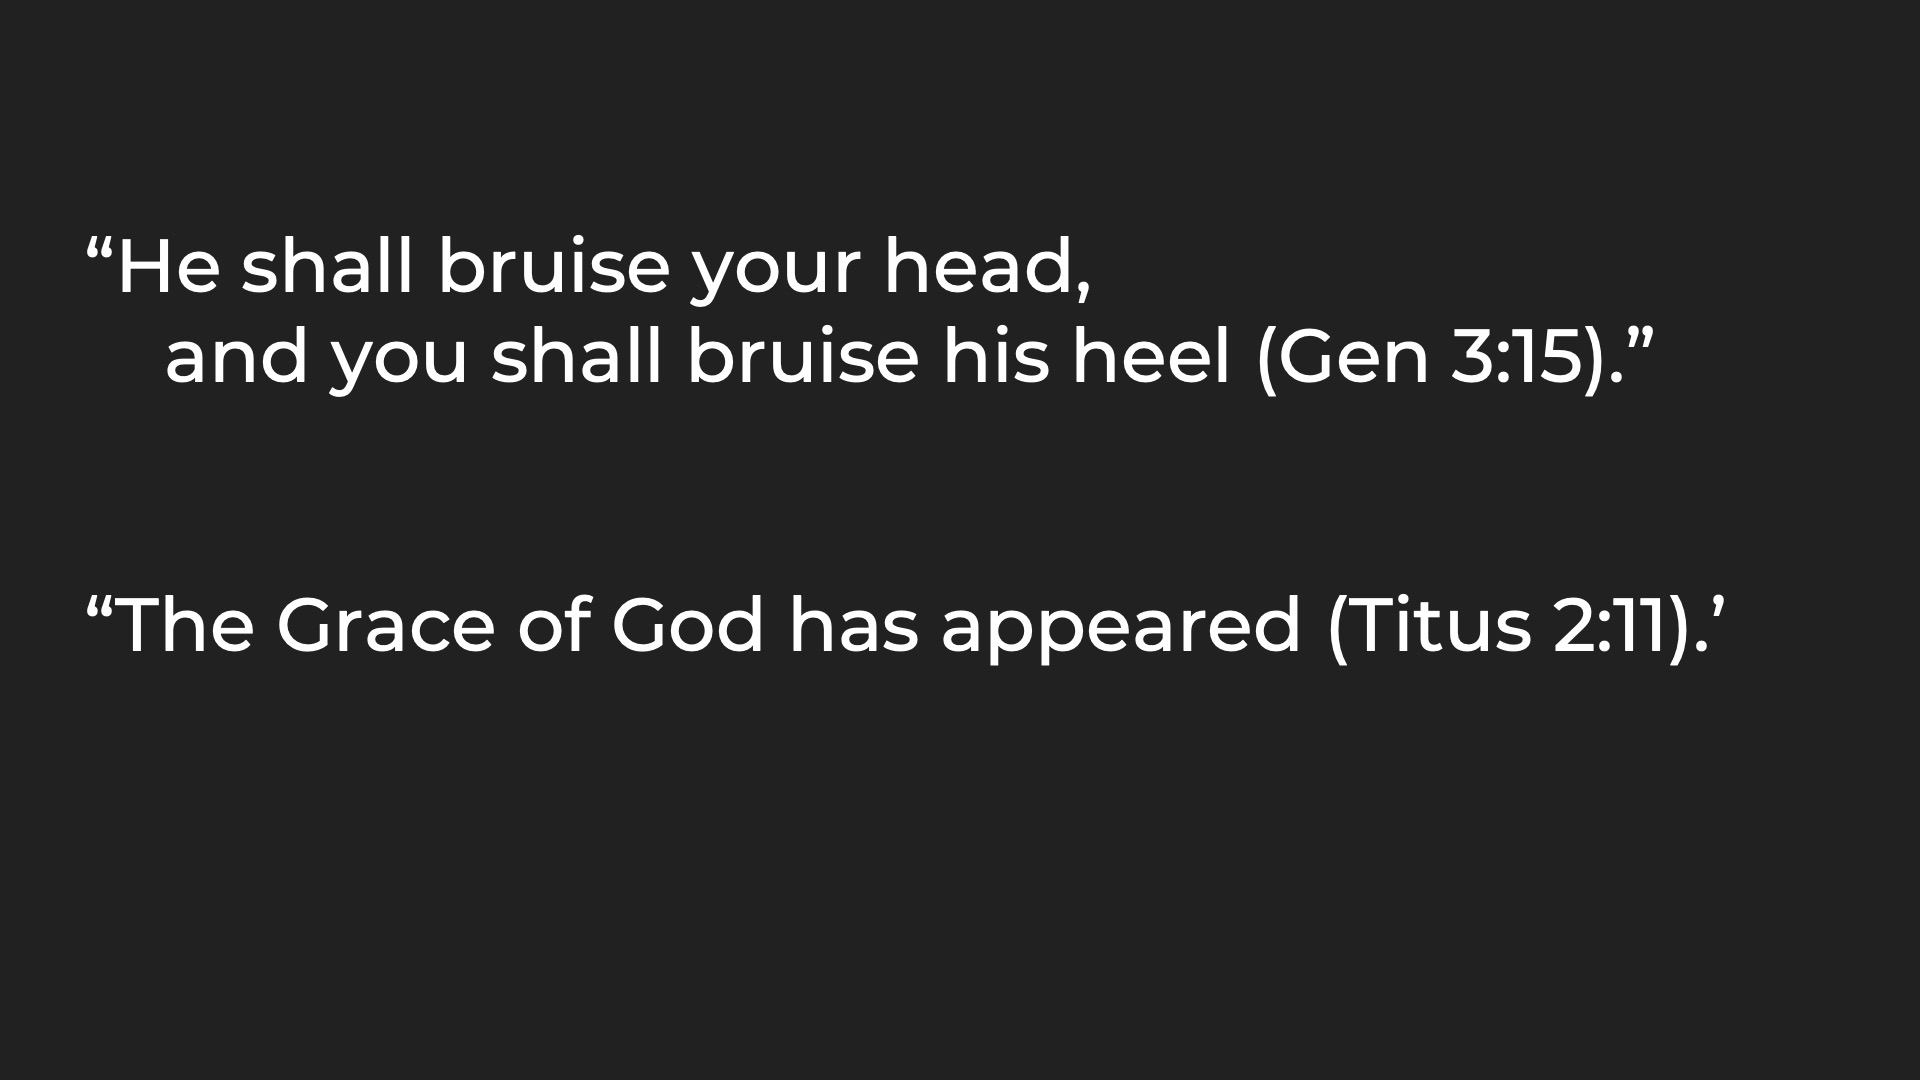 “He shall bruise your head,
and you shall bruise his heel (Gen 3:15).”
“The Grace of God has appeared (Titus 2:11).’